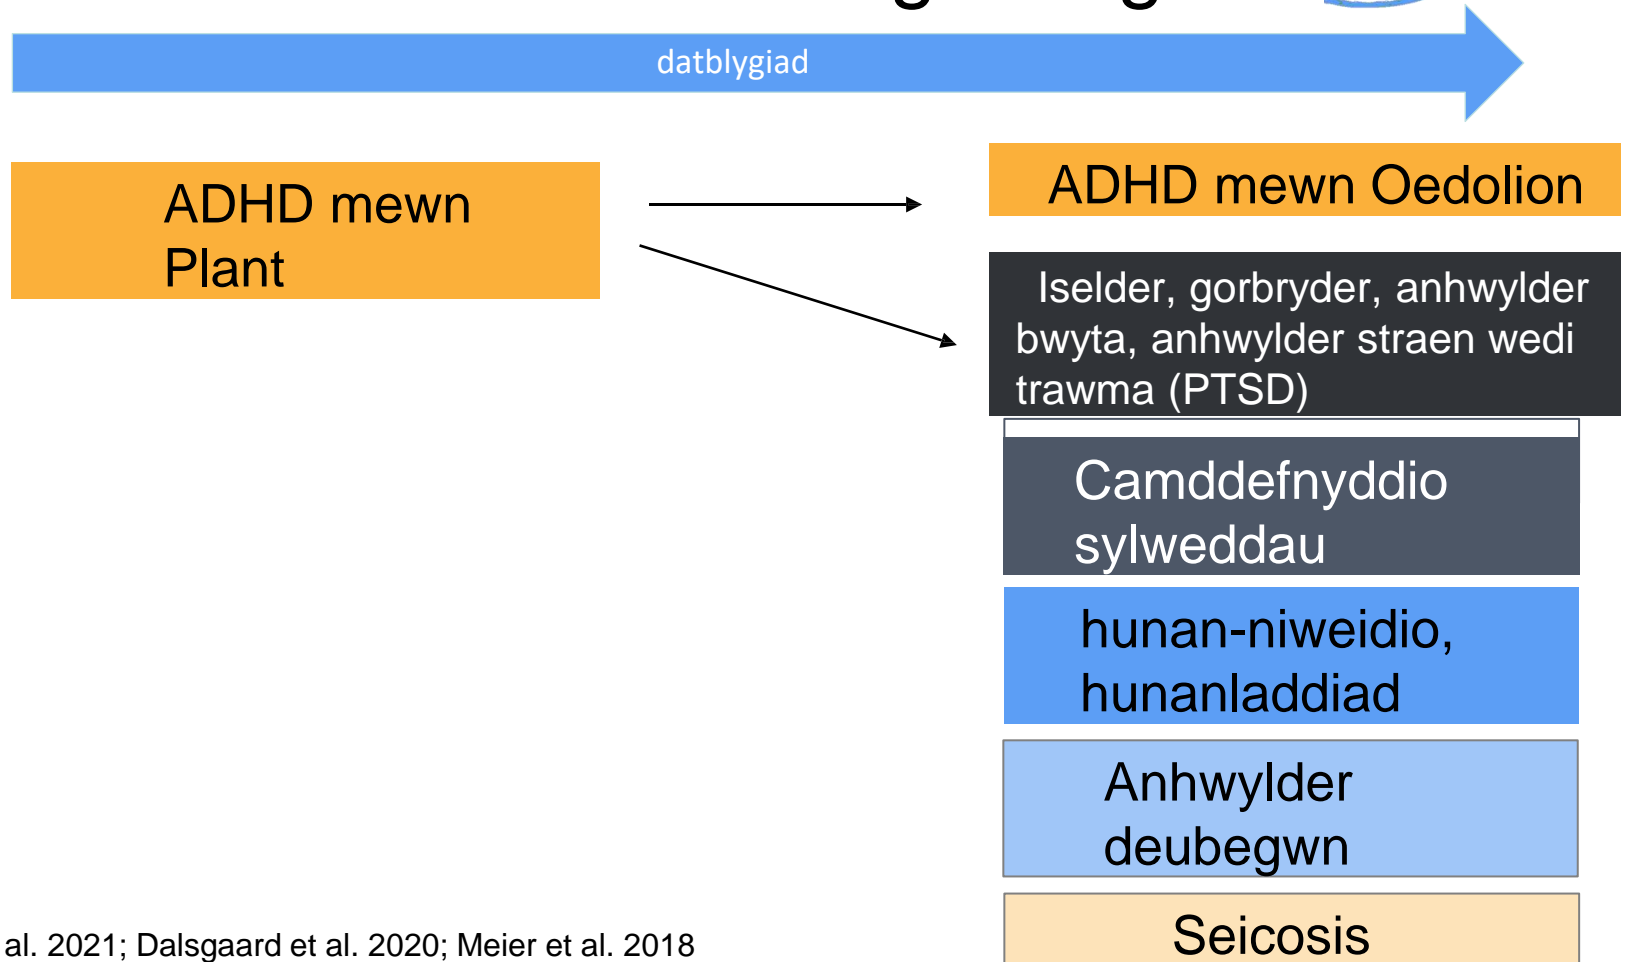 datblygiad
ADHD mewn
Plant
ADHD mewn Oedolion
Iselder, gorbryder, anhwylder
bwyta, anhwylder straen wedi
trawma (PTSD)
Camddefnyddio
sylweddau
hunan-niweidio,
hunanladdiad
Anhwylder
deubegwn
Seicosis
al. 2021; Dalsgaard et al. 2020; Meier et al. 2018